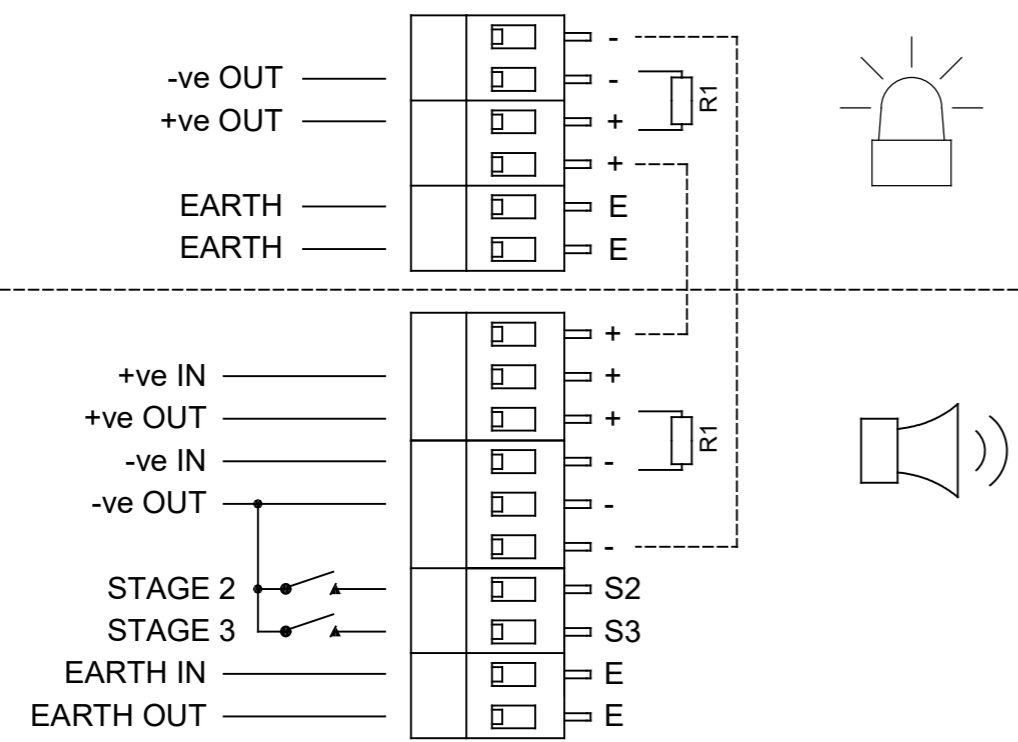 -
-ve OUT -
R1
+ve OUT +
+
EARTH E
EARTH E
+
+ve IN +
+ve OUT +
R1
-ve IN -
-ve OUT -
-
STAGE 2 S2
STAGE 3 S3
EARTH IN E
EARTH OUT E